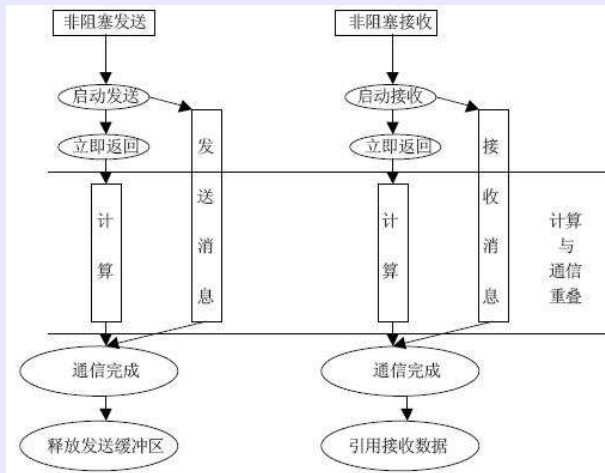 非阻塞发送
非阻塞接收
启动发送
启动接收
立即返回
立即返回
发送消息
接收消息
计算
计算
计算
与
通信
重叠
通信完成
通信完成
释放发送缓冲区
引用接收数据